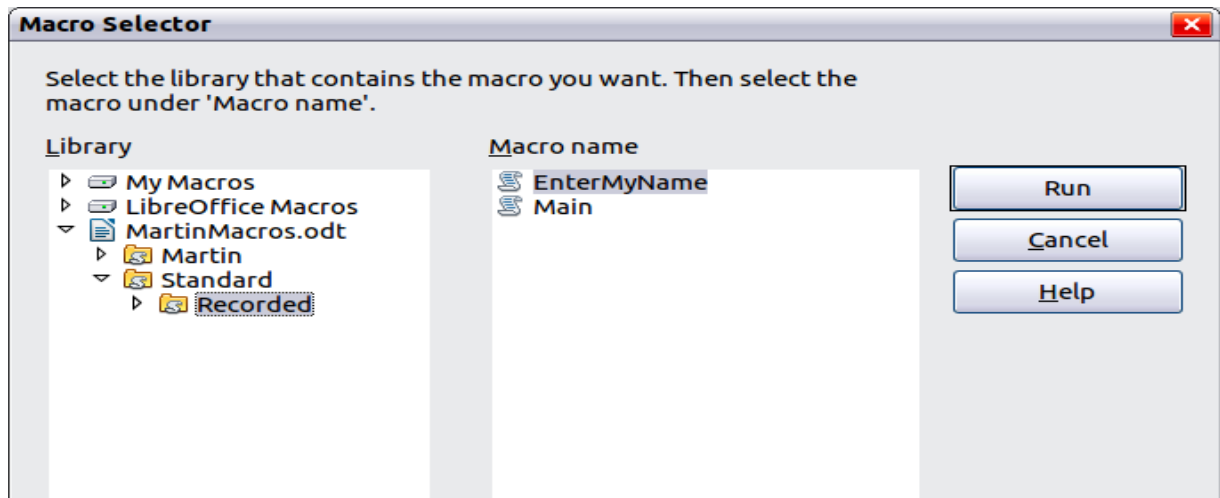 Macro Selector
Select the library that contains the macro you want. Then select the
macro under 'Macro name'.
Library
My Macros
LibreOffice Macros
MartinMacros.odt
Martin
Standard
Recorded
Macro name
EnterMyName
Main
Run
Cancel
Help